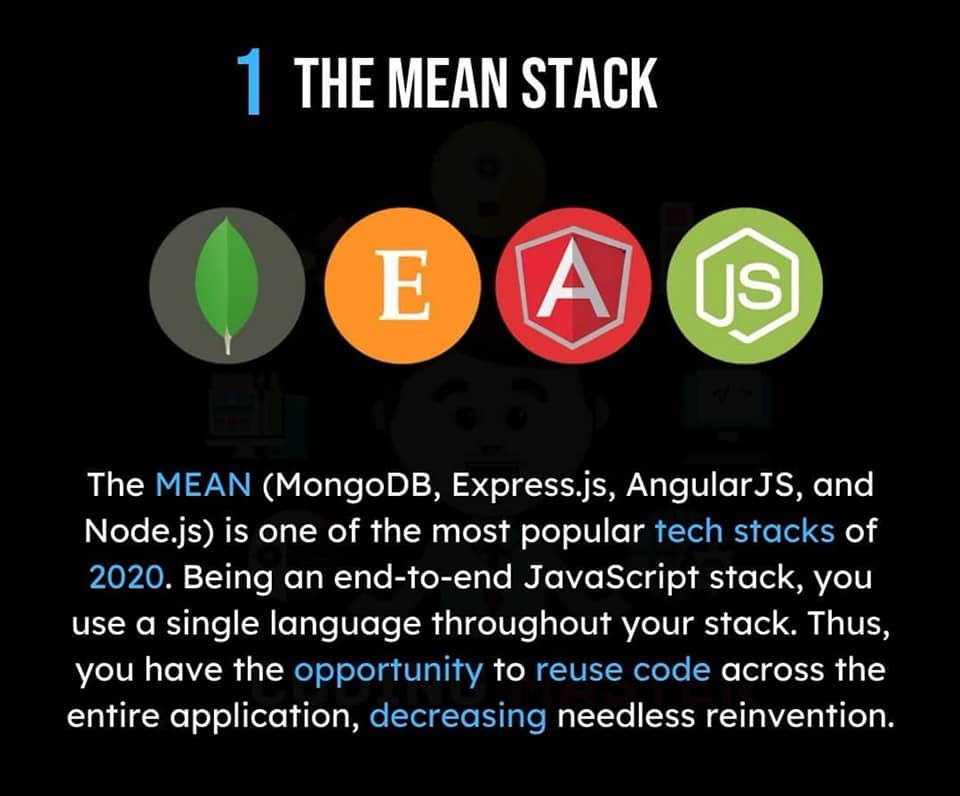 1 THE MEAN STACK
E
A
JS
The MEAN (MongoDB, Express.js, AngularJS, and
Node.js) is one of the most popular tech stacks of
2020. Being an end-to-end JavaScript stack, you
use a single language throughout your stack. Thus,
you have the opportunity to reuse code across the
entire application, decreasing needless reinvention.